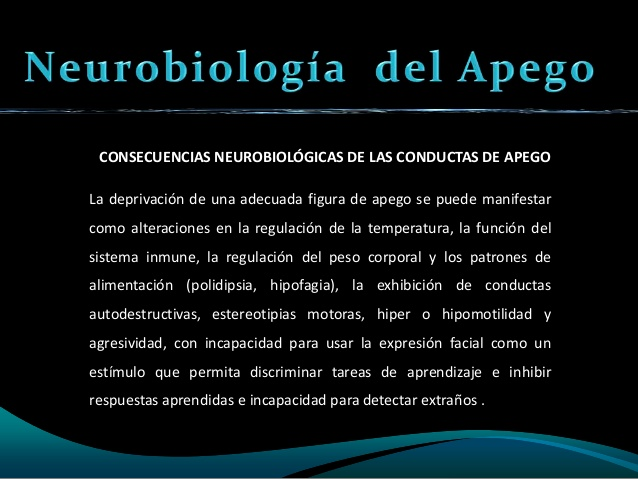 Neurobiología del Apego
CONSECUENCIAS NEUROBIOLÓGICAS DE LAS CONDUCTAS DE APEGO
La deprivación de una adecuada figura de apego se puede manifestar
como alteraciones en la regulación de la temperatura, la función del
sistema inmune, la regulación del peso corporal y los patrones de
alimentación (polidipsia, hipofagia), la exhibición de conductas
autodestructivas, estereotipias motoras, hiper o hipomotilidad y
agresividad, con incapacidad para usar la expresión facial como un
estímulo que permita discriminar tareas de aprendizaje e inhibir
respuestas aprendidas e incapacidad para detectar extraños .